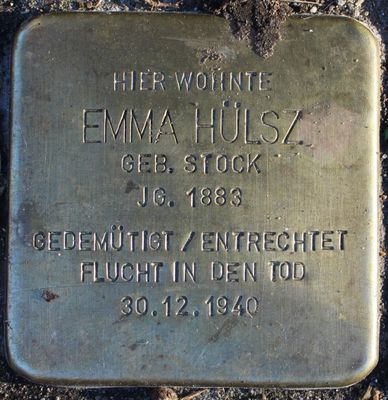 HIER WOHNTE
EMMA HÜLSZ
GEB. STOCK
JG. 1883
GEDEMÜTIGT / ENTRECHTET
FLUCHT IN DEN TOD
30.12.1940